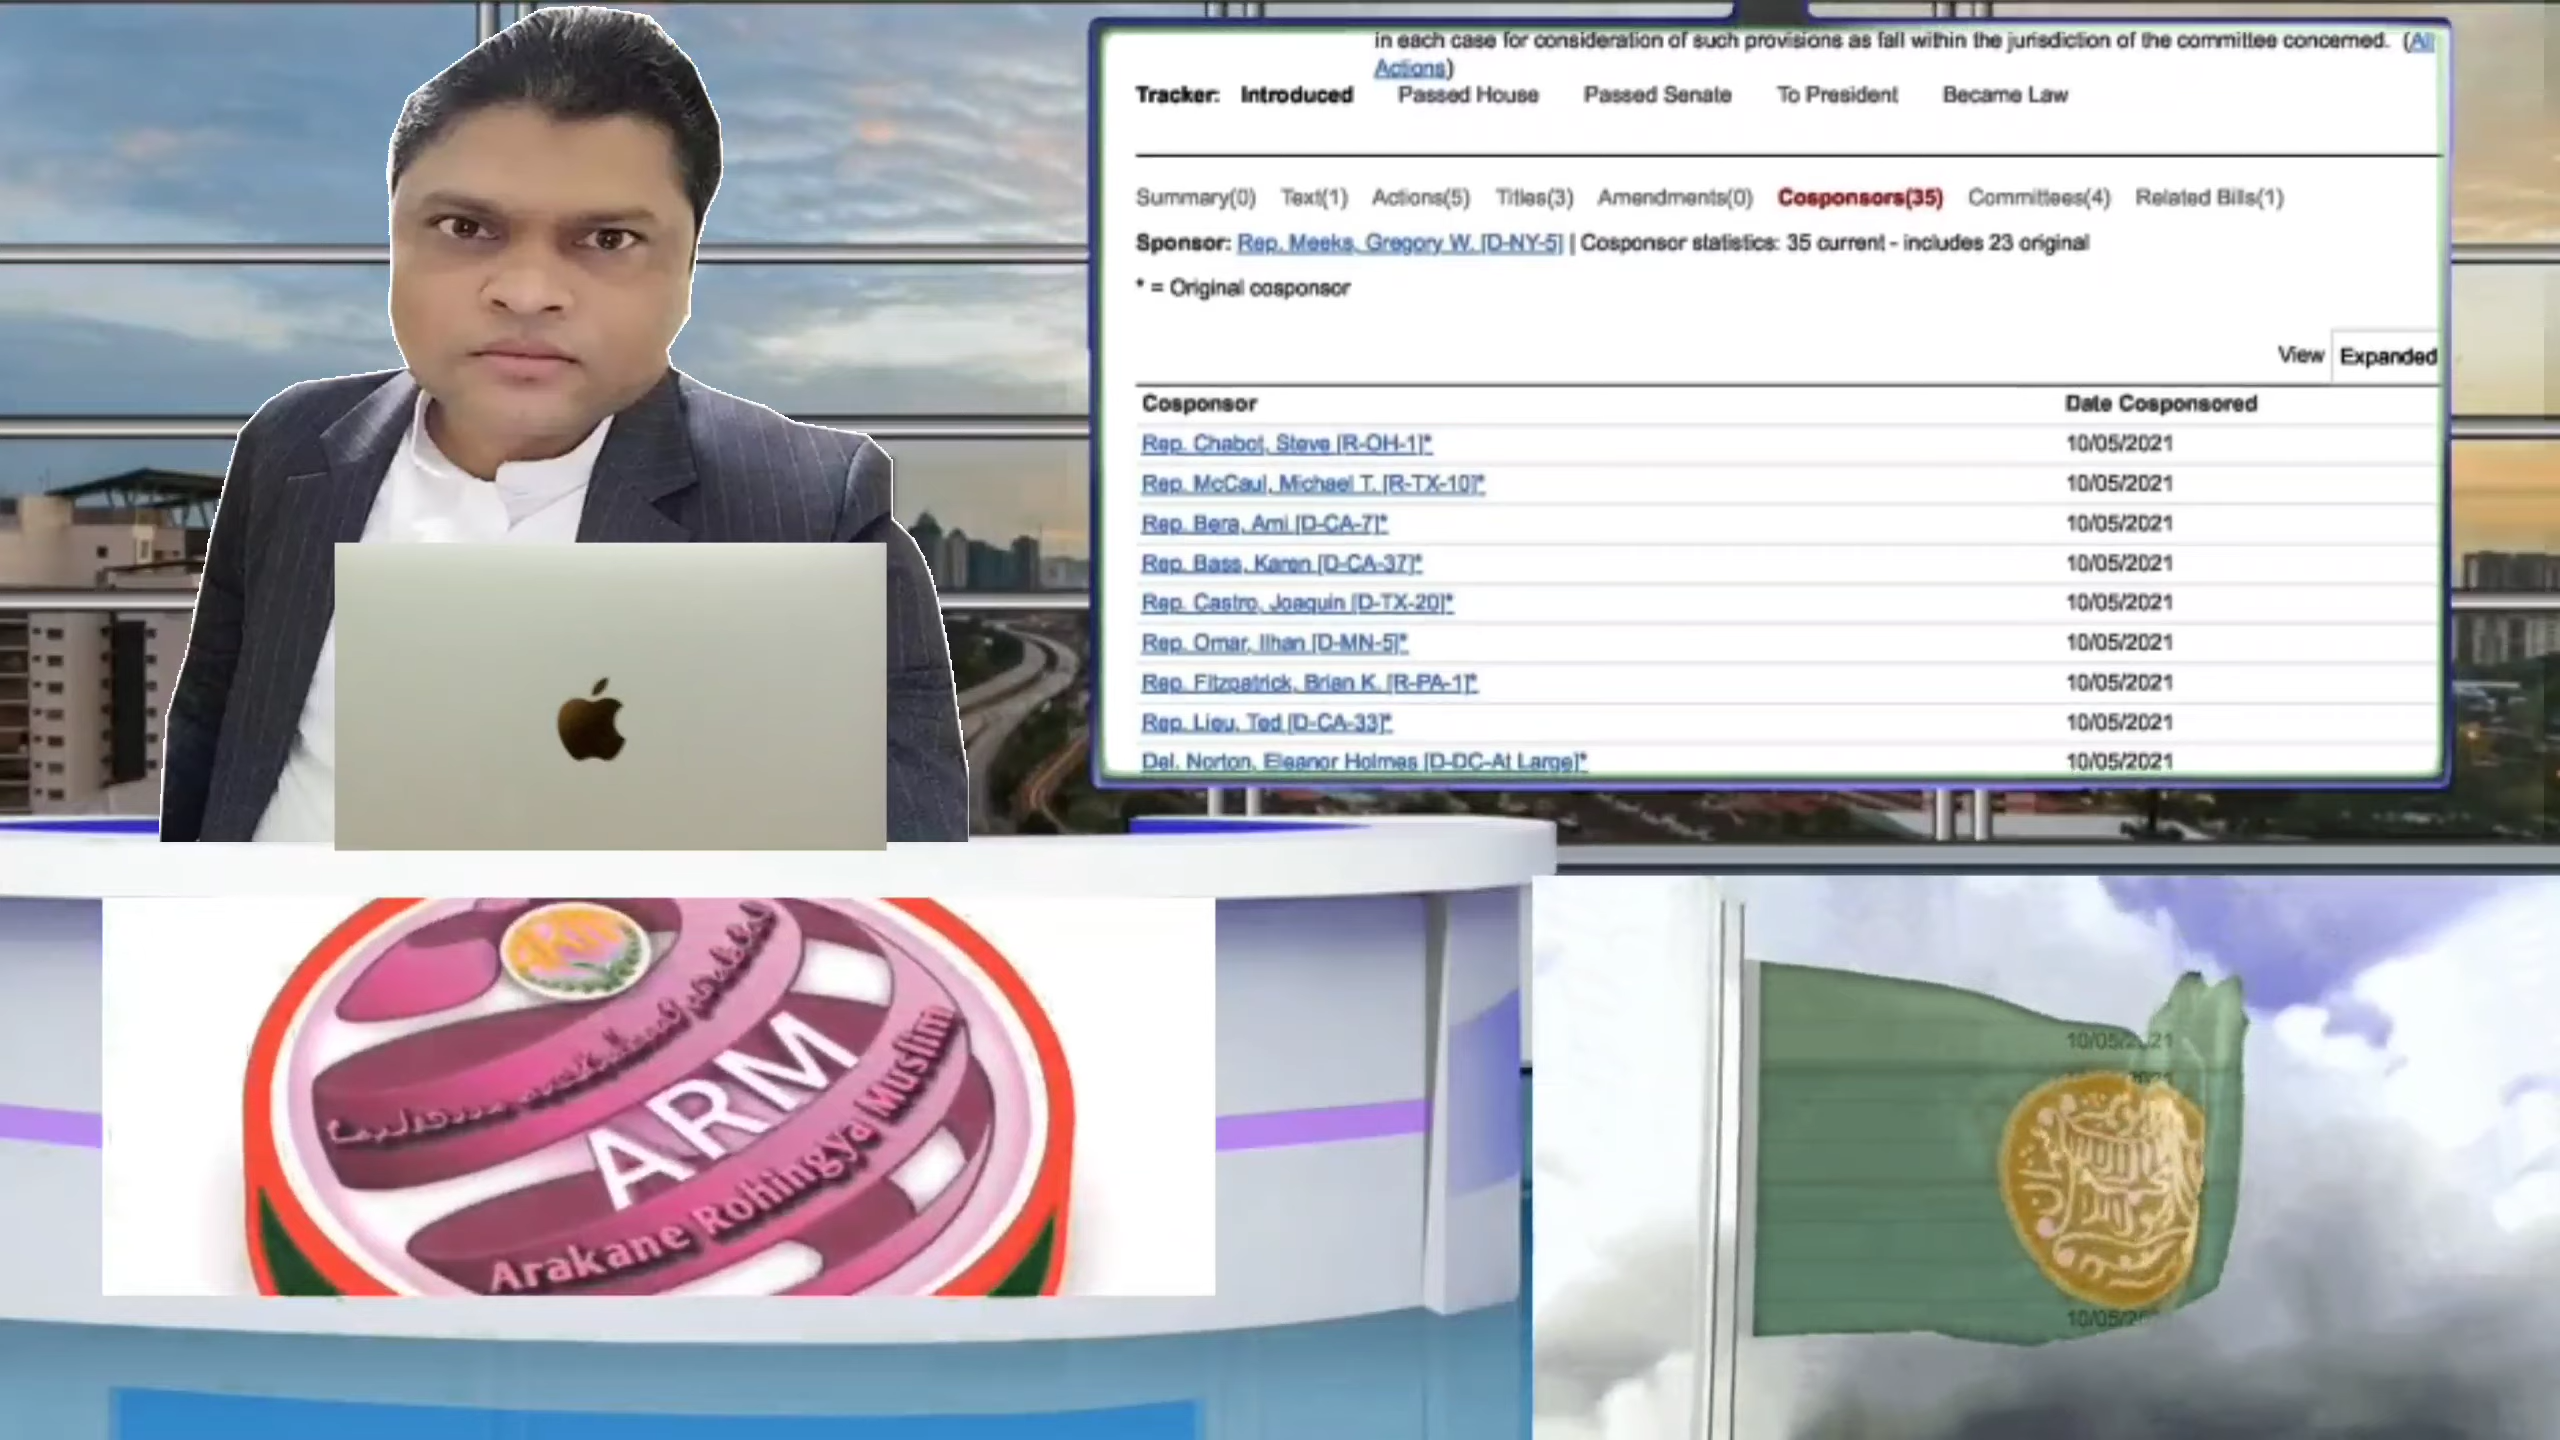 in each case for consideration of such provisions as fall within the jurisdiction of the committee concerned. (All
Actions)
Tracker: Introduced Passed House Passed Senate To President Became Law
Summary(0) Text(1) Actions(5) Titles(3) Amendments(0) Cosponsors(35) Committees(4) Related Bills(1)
Sponsor: Rep. Meeks, Gregory W. [D-NY-5] | Cosponsor statistics: 35 current - includes 23 original
* = Original cosponsor
View Expanded
Cosponsor Date Cosponsored
Rep. Chabot, Steve [R-OH-1]* 10/05/2021
Rep. McCaul, Michael T. [R-TX-10]* 10/05/2021
Rep. Bera, Ami [D-CA-7]* 10/05/2021
Rep. Bass, Karen [D-CA-37]* 10/05/2021
Rep. Castro, Joaquin [D-TX-20]* 10/05/2021
Rep. Omar, Ilhan [D-MN-5]* 10/05/2021
Rep. Fitzpatrick, Brian K. [R-PA-1]* 10/05/2021
Rep. Lieu, Ted [D-CA-33]* 10/05/2021
Del. Norton, Eleanor Holmes [D-DC-At Large]* 10/05/2021
ARM
Arakane Rohingya Muslim
10/05/2021